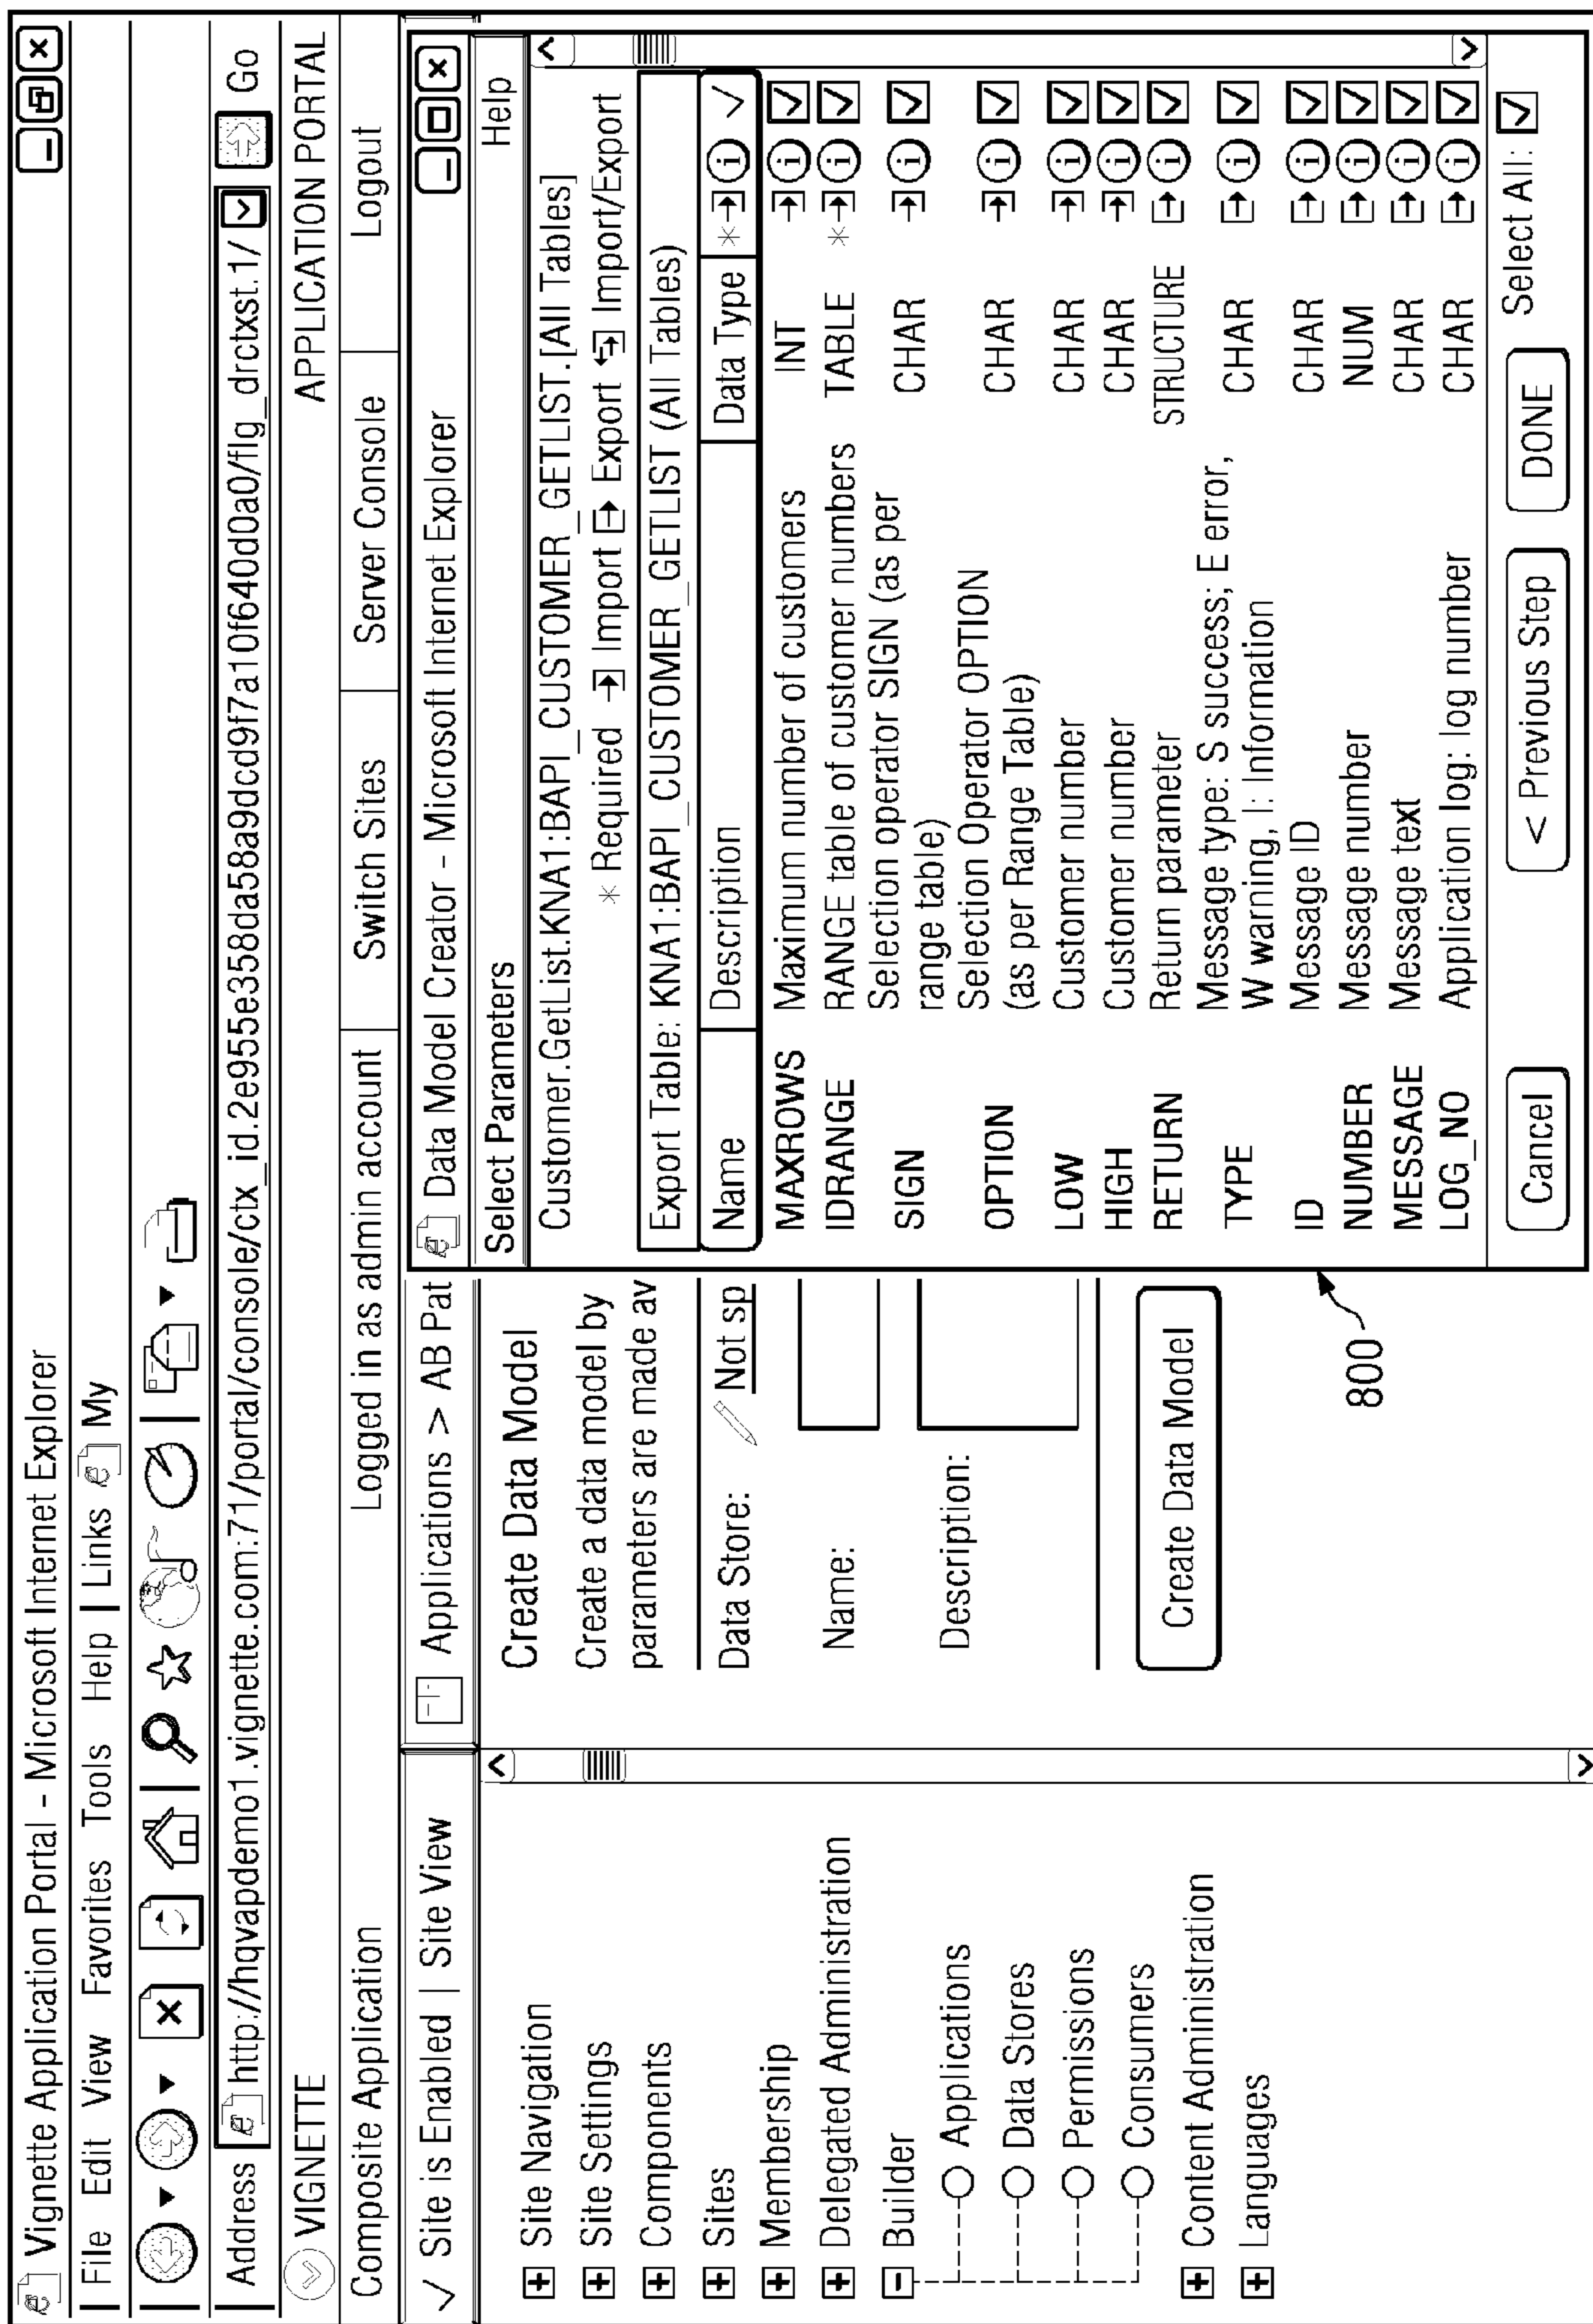 Vignette Application Portal - Microsoft Internet Explorer
File Edit View Favorites Tools Help | Links My
Address http://hqvapdemo1.vignette.com:71/portal/console/ctx_id.2e955e358da58a9dcd9f7a10f640d0a0/flg_drctxst.1/ Go
VIGNETTE APPLICATION PORTAL
Composite Application Logged in as admin account Switch Sites Server Console Logout
Site is Enabled | Site View
Site Navigation
Site Settings
Components
Sites
Membership
Delegated Administration
Builder
Applications
Data Stores
Permissions
Consumers
Content Administration
Languages
Applications > AB Pat
Create Data Model
Create a data model by
parameters are made av
Data Store: Not sp
Name:
Description:
Create Data Model
800
Data Model Creator - Microsoft Internet Explorer
Select Parameters Help
Customer.GetList.KNA1:BAPI_CUSTOMER_GETLIST.[All Tables]
* Required Import Export Import/Export
Export Table: KNA1:BAPI_CUSTOMER_GETLIST (All Tables)
Name Description Data Type * i
MAXROWS Maximum number of customers INT i
IDRANGE RANGE table of customer numbers TABLE * i
SIGN Selection operator SIGN (as per CHAR i
range table)
OPTION Selection Operator OPTION CHAR i
(as per Range Table)
LOW Customer number CHAR i
HIGH Customer number CHAR i
RETURN Return parameter STRUCTURE i
TYPE Message type: S success; E error, CHAR i
W warning, I: Information
ID Message ID CHAR i
NUMBER Message number NUM i
MESSAGE Message text CHAR i
LOG_NO Application log: log number CHAR i
Cancel < Previous Step DONE Select All: